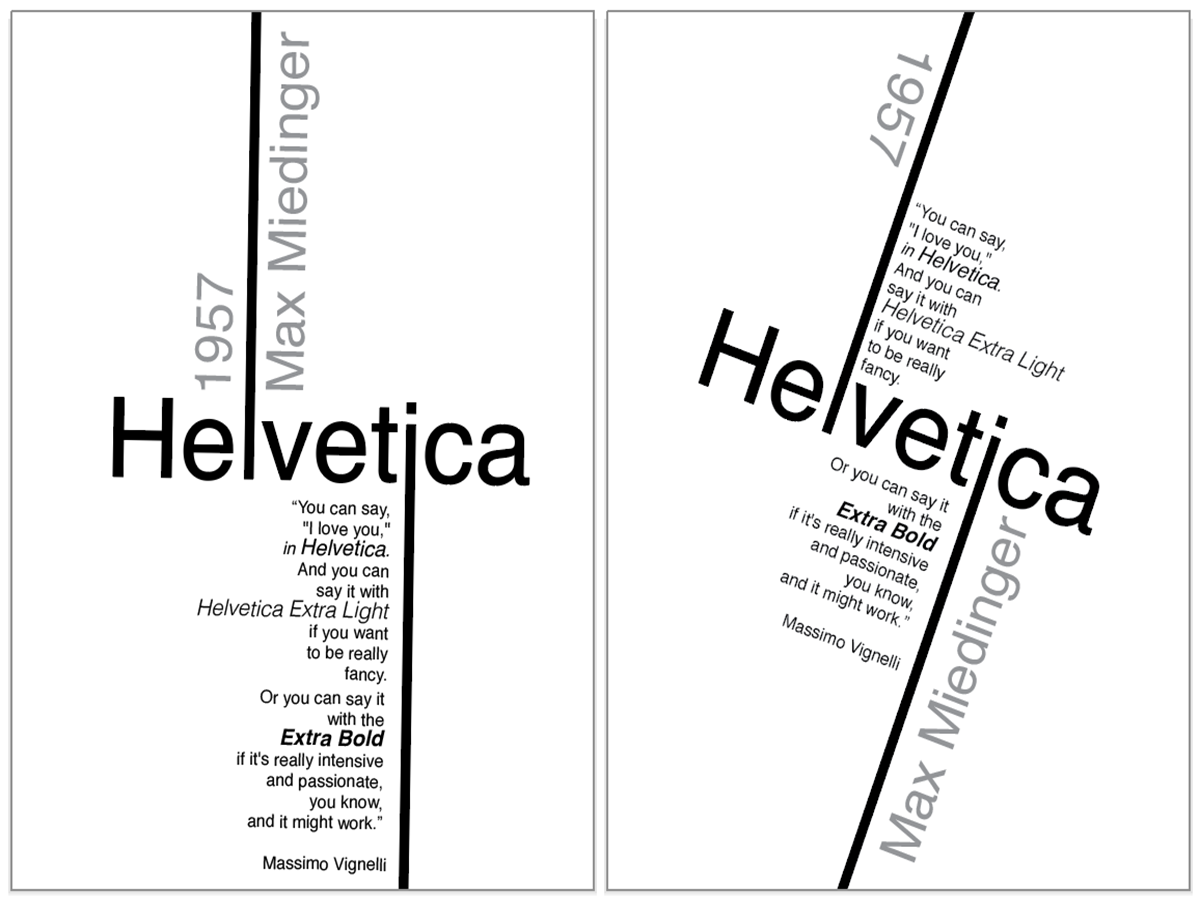 1957
Max Miedinger
Helvetica
“You can say,
"I love you,"
in Helvetica.
And you can
say it with
Helvetica Extra Light
if you want
to be really
fancy.
Or you can say it
with the
Extra Bold
if it's really intensive
and passionate,
you know,
and it might work.”
Massimo Vignelli
1957
“You can say,
"I love you,"
in Helvetica.
And you can
say it with
Helvetica Extra Light
if you want
to be really
fancy.
Helvetica
Or you can say it
with the
Extra Bold
if it's really intensive
and passionate,
you know,
and it might work.”
Massimo Vignelli
Max Miedinger